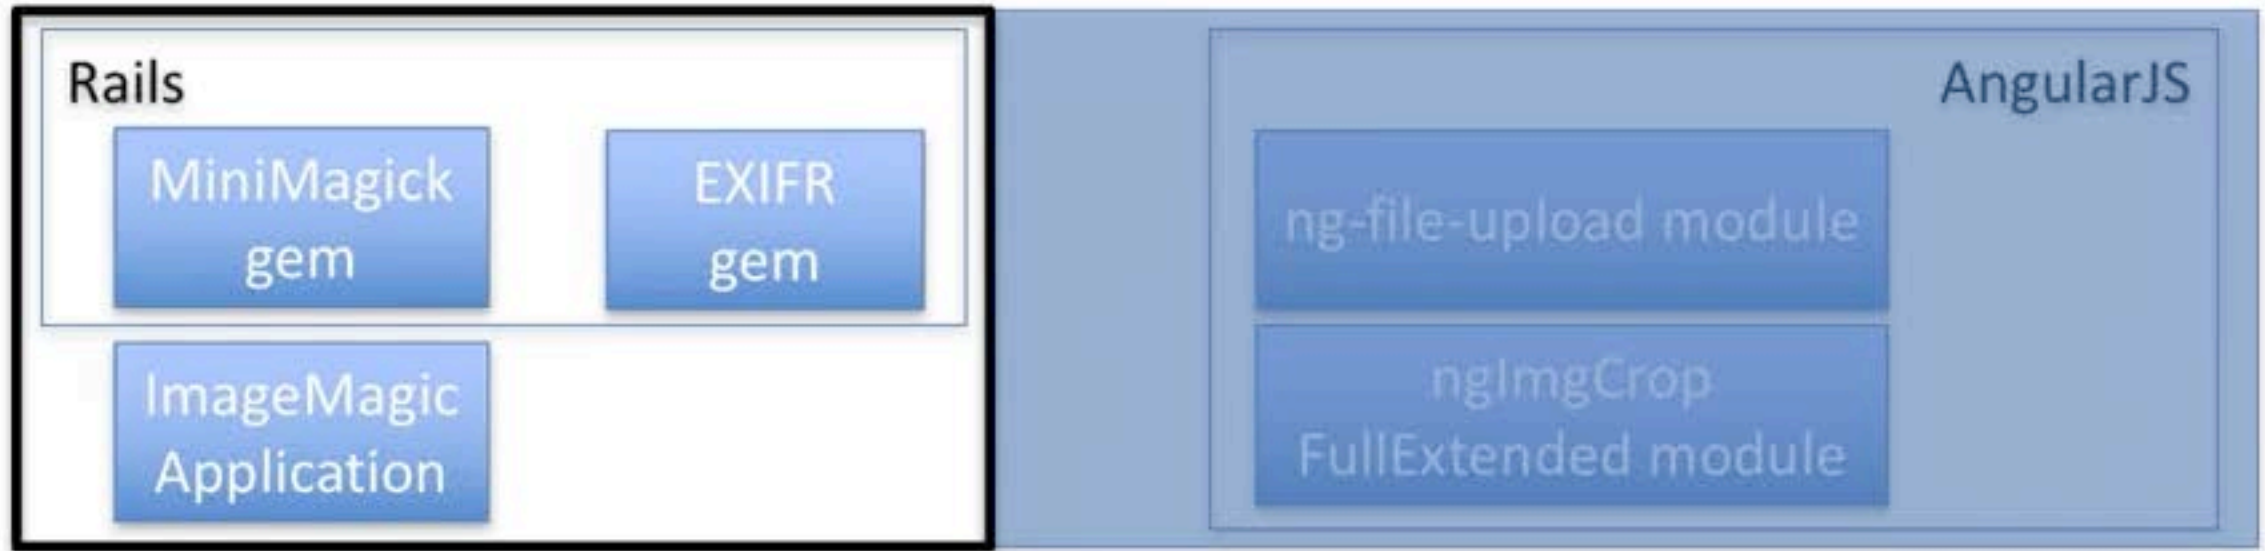 Rails
MiniMagick
gem
EXIFR
gem
ImageMagic
Application
AngularJS
ng-file-upload module
ngImgCrop
FullExtended module